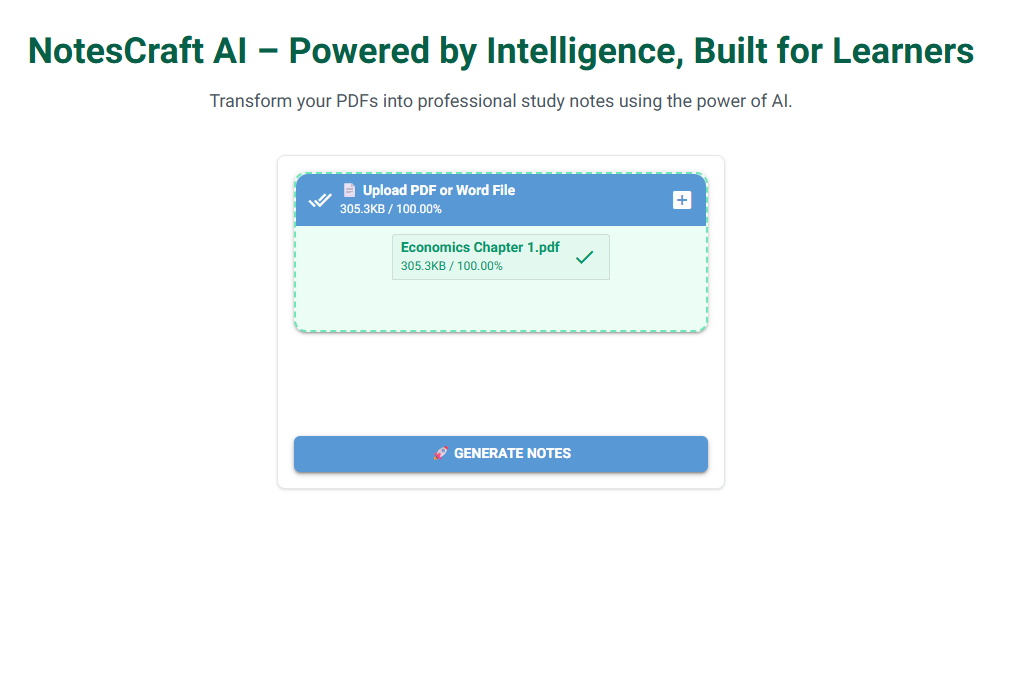 NotesCraft AI – Powered by Intelligence, Built for Learners
Transform your PDFs into professional study notes using the power of AI.
📄 Upload PDF or Word File
305.3KB / 100.00%
Economics Chapter 1.pdf
305.3KB / 100.00%
🚀 GENERATE NOTES